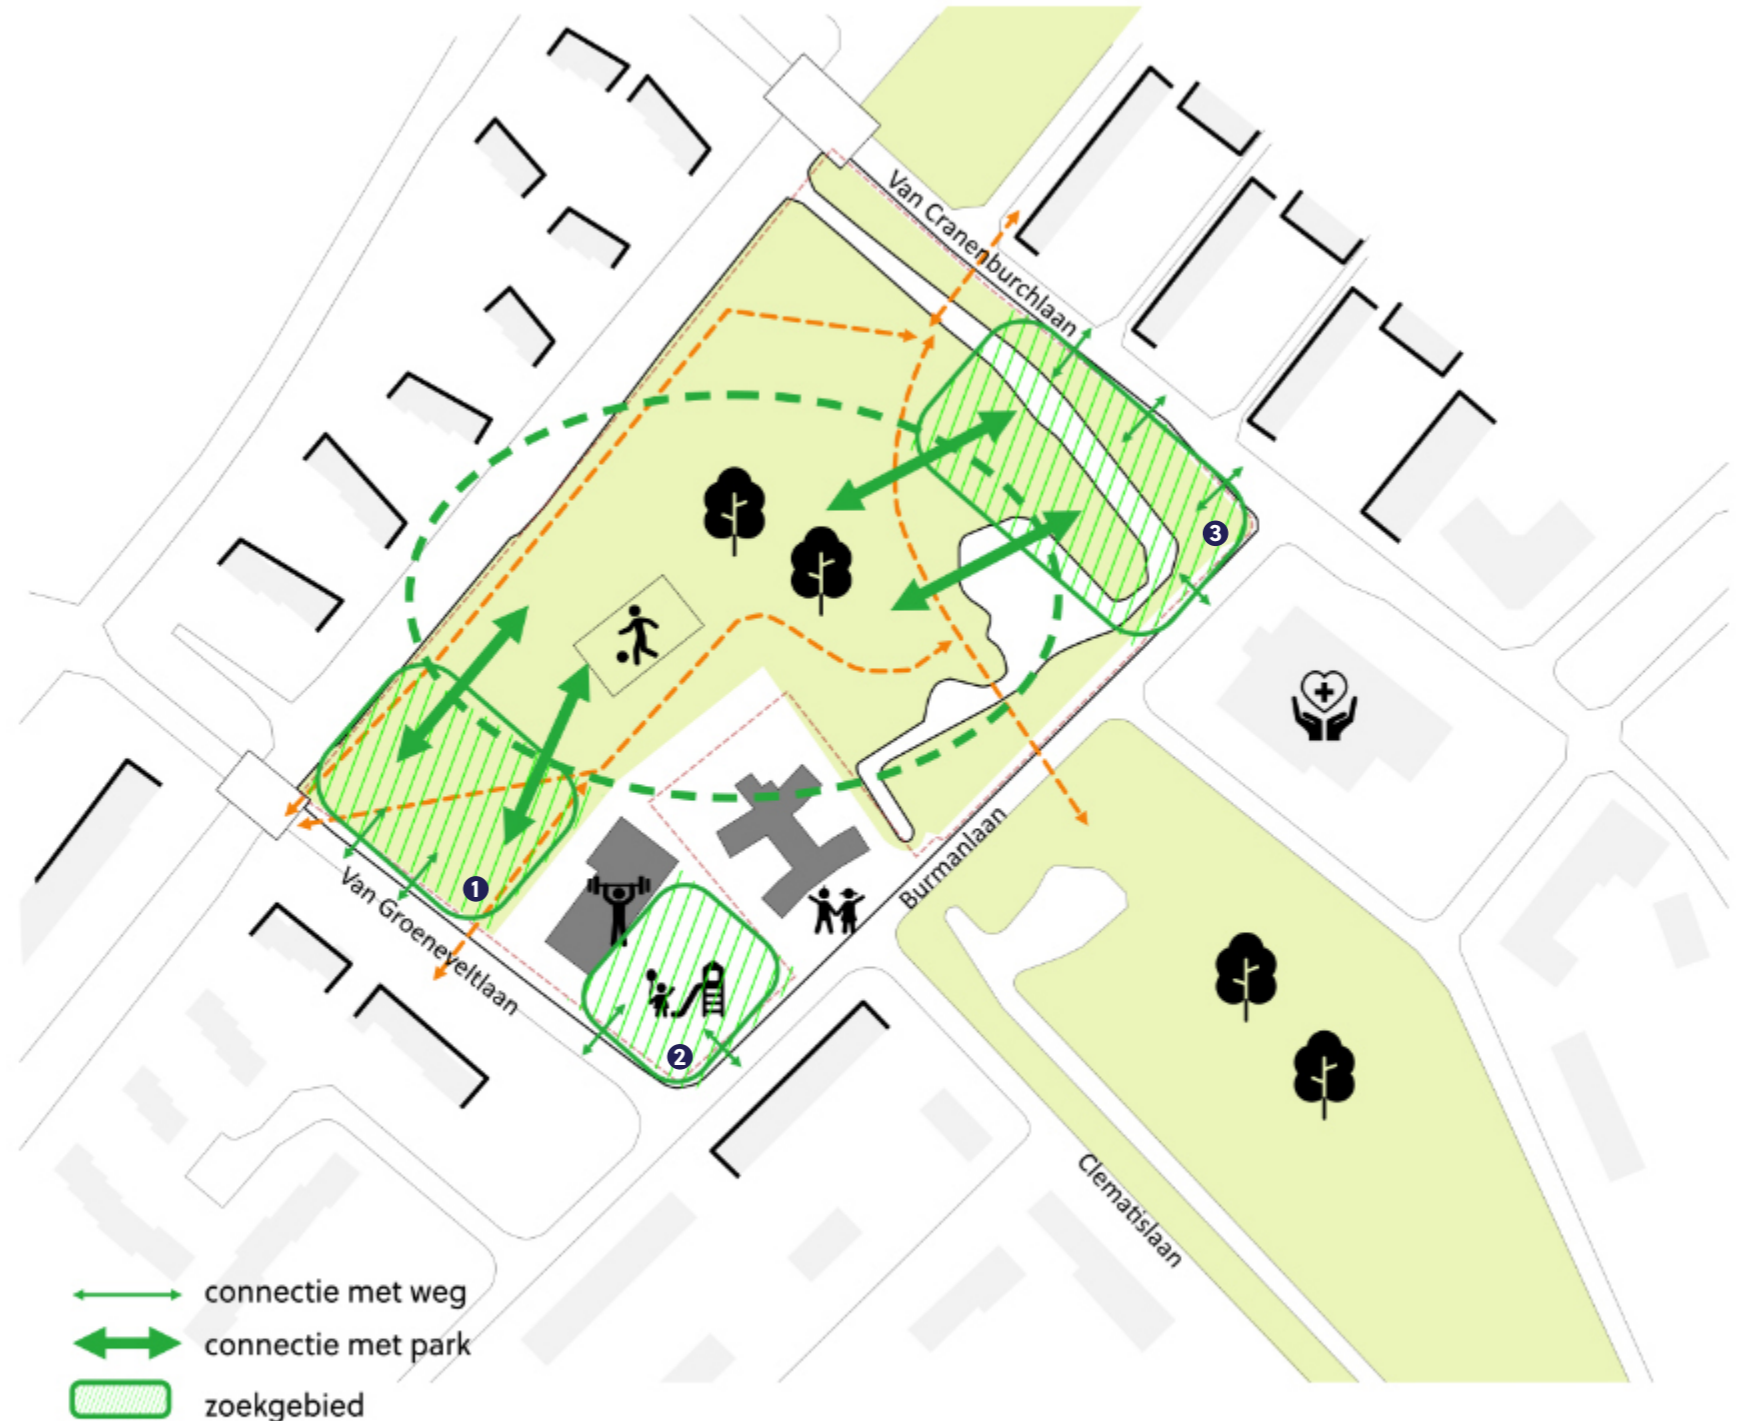 Van Cranenburchlaan
3
1
Van Groeneveltlaan
2
Burmanlaan
Clematislaan
connectie met weg
connectie met park
zoekgebied